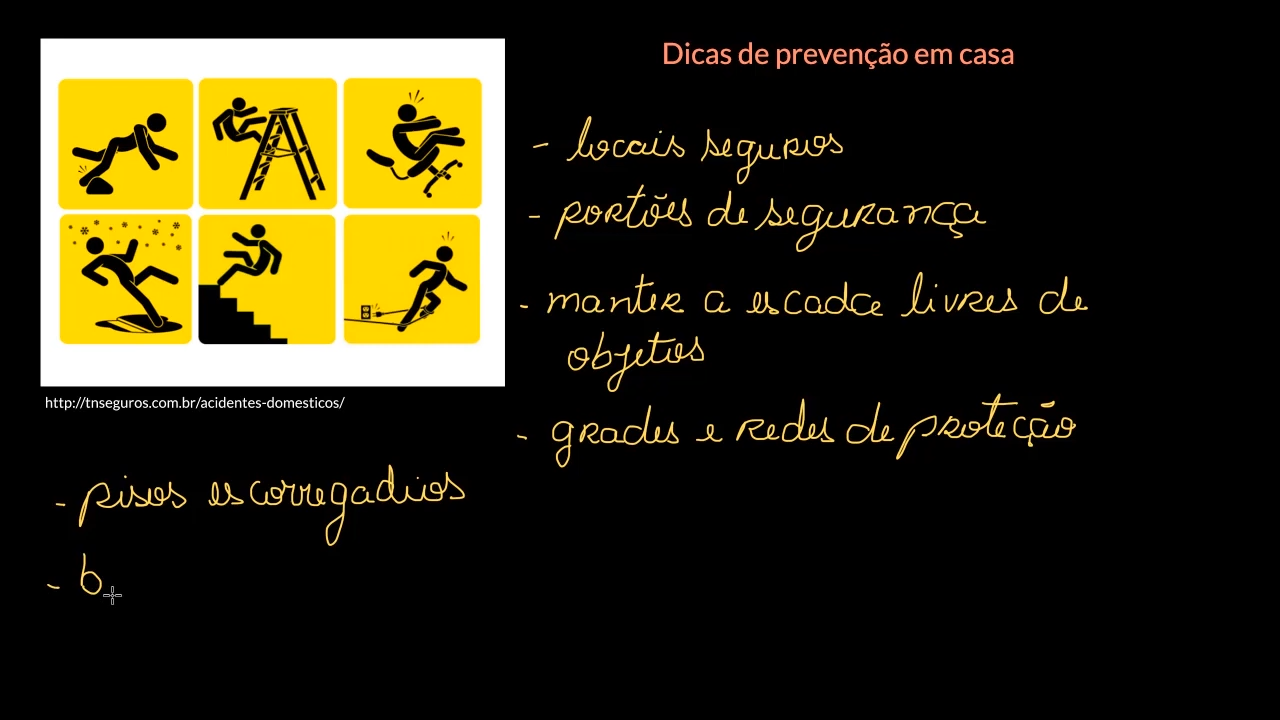 Dicas de prevenção em casa
- locais seguros
- portões de segurança
- manter a escada livres de
objetos
http://tnseguros.com.br/acidentes-domesticos/
- grades e redes de proteção
- pisos escorregadios
- b